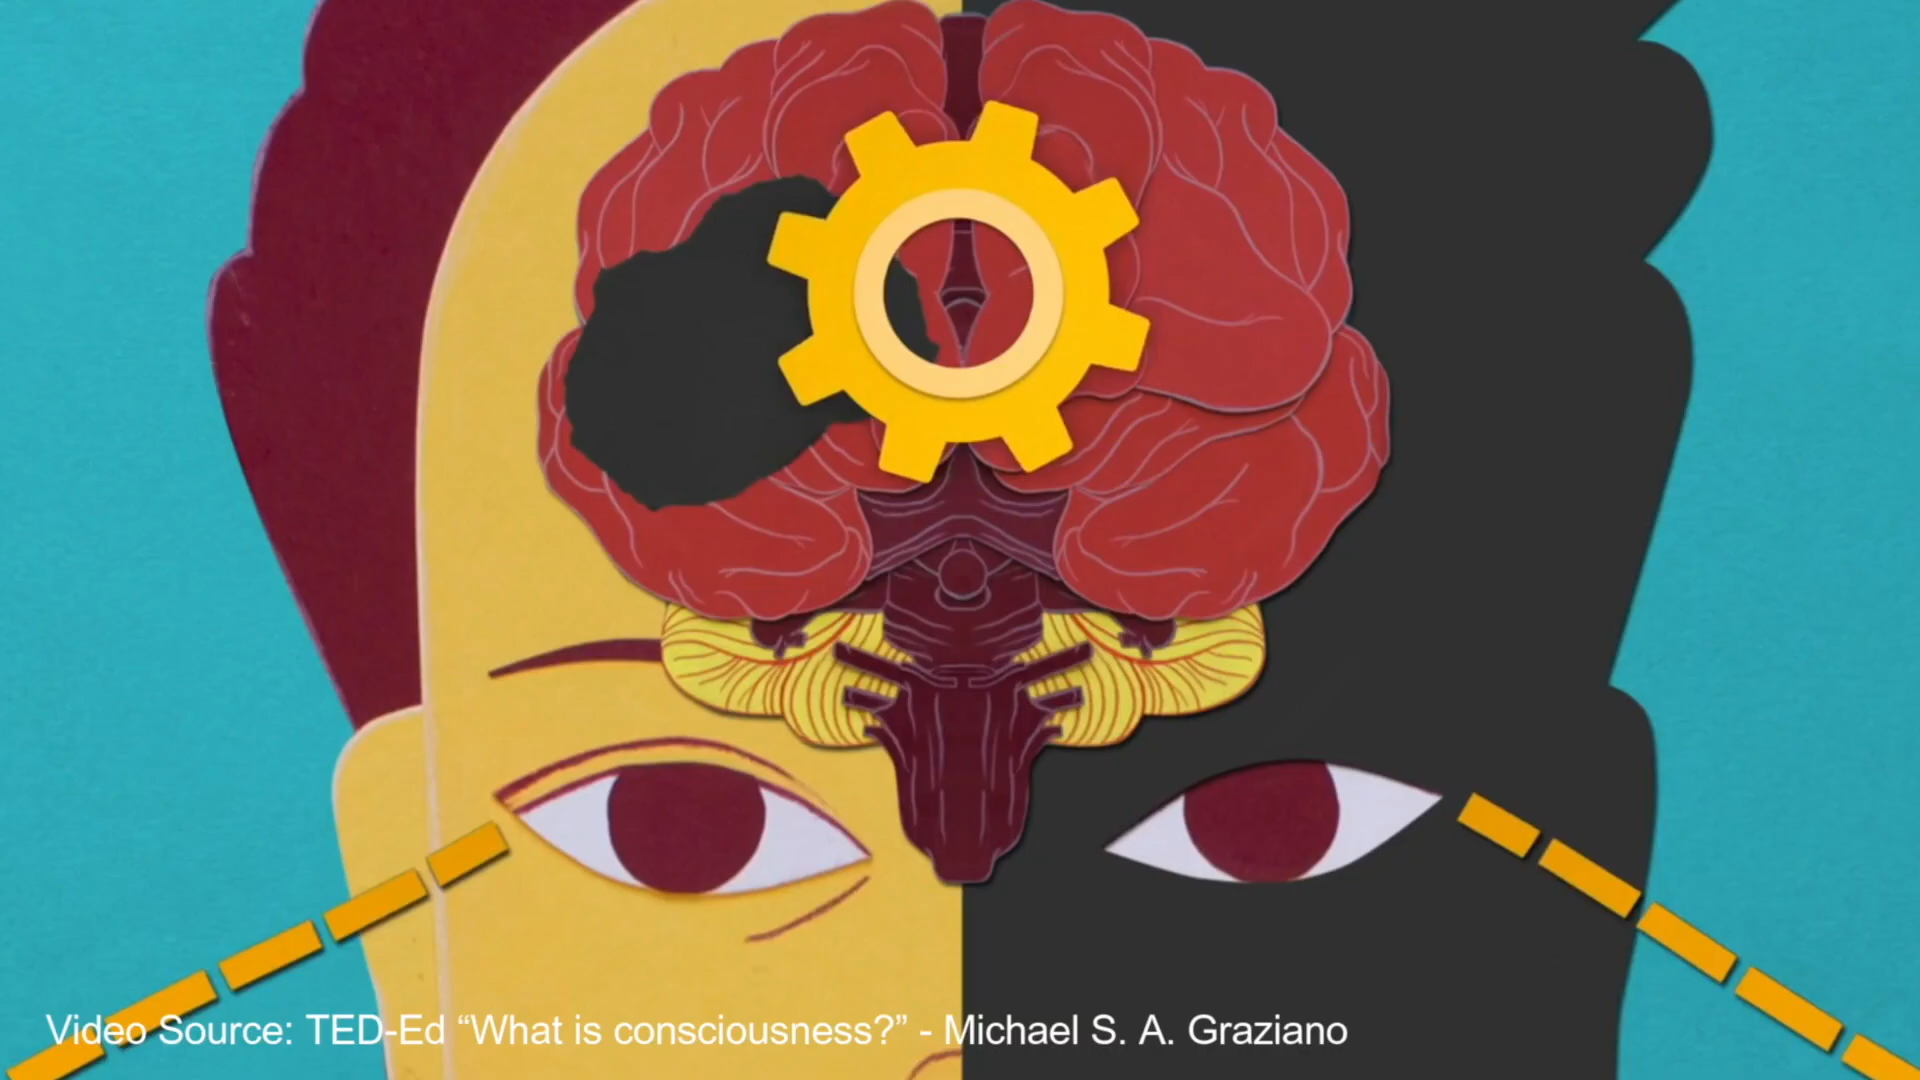 Video Source: TED-Ed “What is consciousness?” - Michael S. A. Graziano